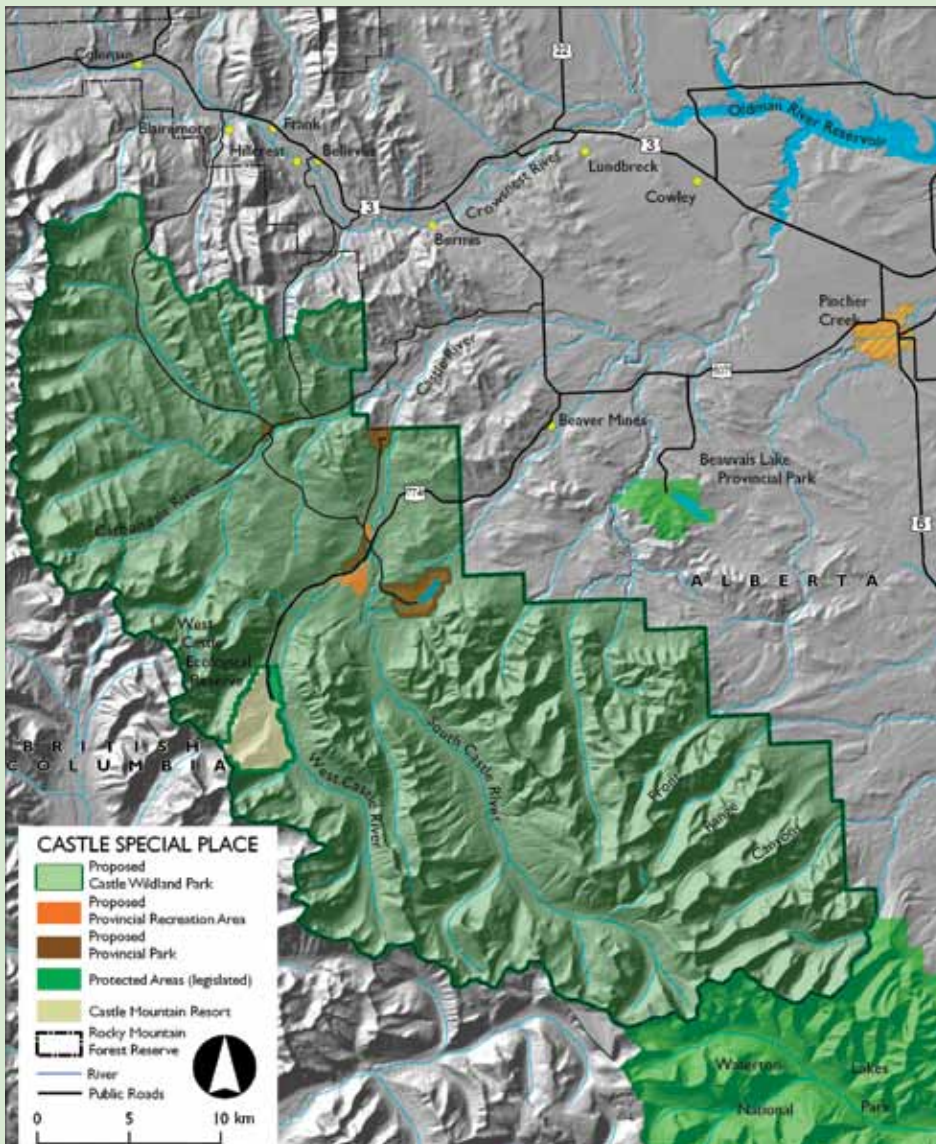 22
Coleman
Blairmore
Frank
Hillcrest
Bellevue
Oldman River Reservoir
3
Lundbreck
Crowsnest River
Cowley
3
Burmis
Pincher
Creek
Castle River
507
Beaver Mines
Beauvais Lake
Provincial Park
774
Carbondale River
6
ALBERTA
West
Castle
Ecological
Reserve
BRITISH
COLUMBIA
South Castle River
West Castle River
Front
Range
Canyons
Waterton
Lakes
National
Park
CASTLE SPECIAL PLACE
Proposed
Castle Wildland Park
Proposed
Provincial Recreation Area
Proposed
Provincial Park
Protected Areas (legislated)
Castle Mountain Resort
Rocky Mountain
Forest Reserve
River
Public Roads
0 5 10 km